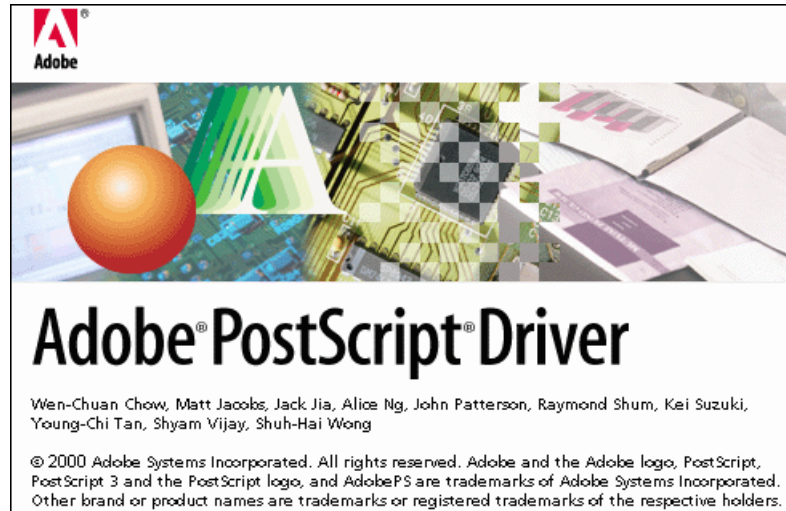 Adobe
A
Adobe® PostScript® Driver
Wen-Chuan Chow, Matt Jacobs, Jack Jia, Alice Ng, John Patterson, Raymond Shum, Kei Suzuki,
Young-Chi Tan, Shyam Vijay, Shuh-Hai Wong
© 2000 Adobe Systems Incorporated. All rights reserved. Adobe and the Adobe logo, PostScript,
PostScript 3 and the PostScript logo, and AdobePS are trademarks of Adobe Systems Incorporated.
Other brand or product names are trademarks or registered trademarks of the respective holders.